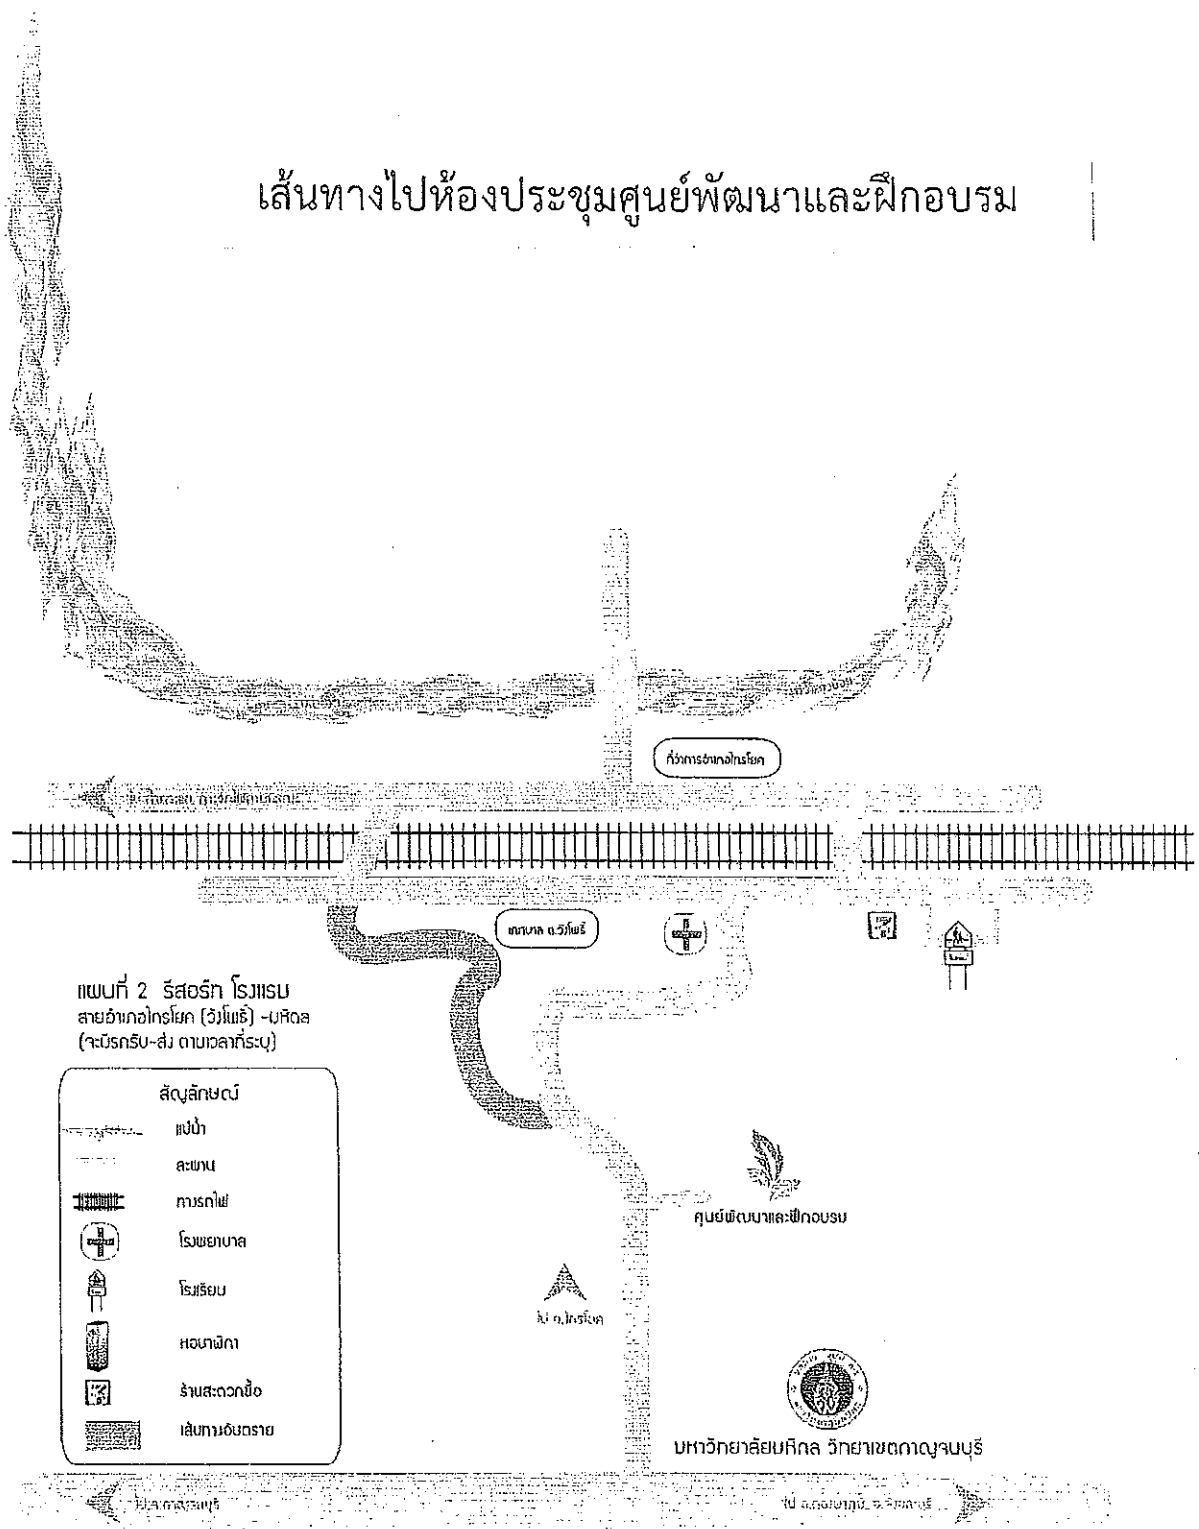 เส้นทางไปห้องประชุมศูนย์พัฒนาและฝึกอบรม
ที่ว่าการอำเภอไทรโยค
เทศบาล ต.วังโพธิ์
แผนที่ 2 รีสอร์ท โรงแรม
สายอำเภอไทรโยค (วังโพธิ์) -มหิดล
(จะมีรถรับ-ส่ง ตามเวลาที่ระบุ)
สัญลักษณ์
แม่น้ำ
สะพาน
ทางรถไฟ
โรงพยาบาล
โรงเรียน
หอนาฬิกา
ร้านสะดวกซื้อ
เส้นทางอันตราย
ศูนย์พัฒนาและฝึกอบรม
ไป อ.ไทรโยค
มหาวิทยาลัยมหิดล วิทยาเขตกาญจนบุรี
ไป จ.กาญจนบุรี